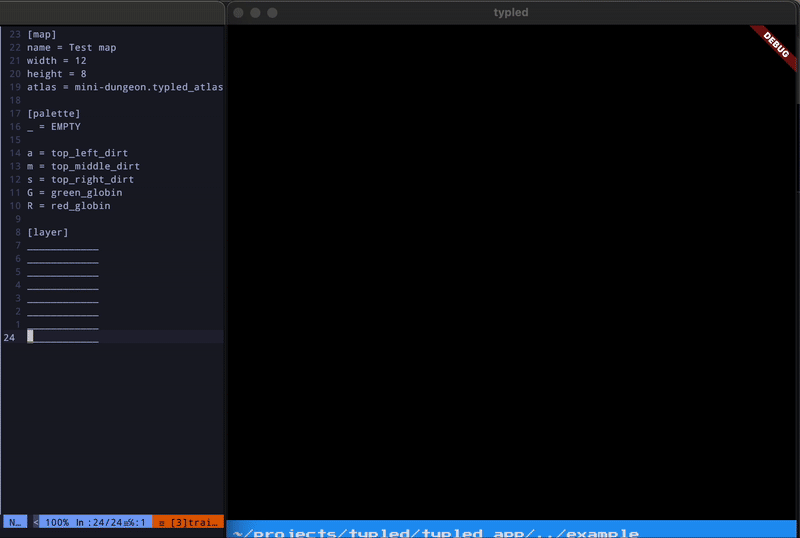 typled
DEBUG
23 [map]
22 name = Test map
21 width = 12
20 height = 8
19 atlas = mini-dungeon.typled_atlas
18
17 [palette]
16 _ = EMPTY
15
14 a = top_left_dirt
13 m = top_middle_dirt
12 s = top_right_dirt
11 G = green_globin
10 R = red_globin
9
8 [layer]
7 ____________
6 ____________
5 ____________
4 ____________
3 ____________
2 ____________
1 ____________
24 ____________
N… < 100% ln :24/24 ℅:1 [3]trai…
~/projects/typled/typled_app/../example